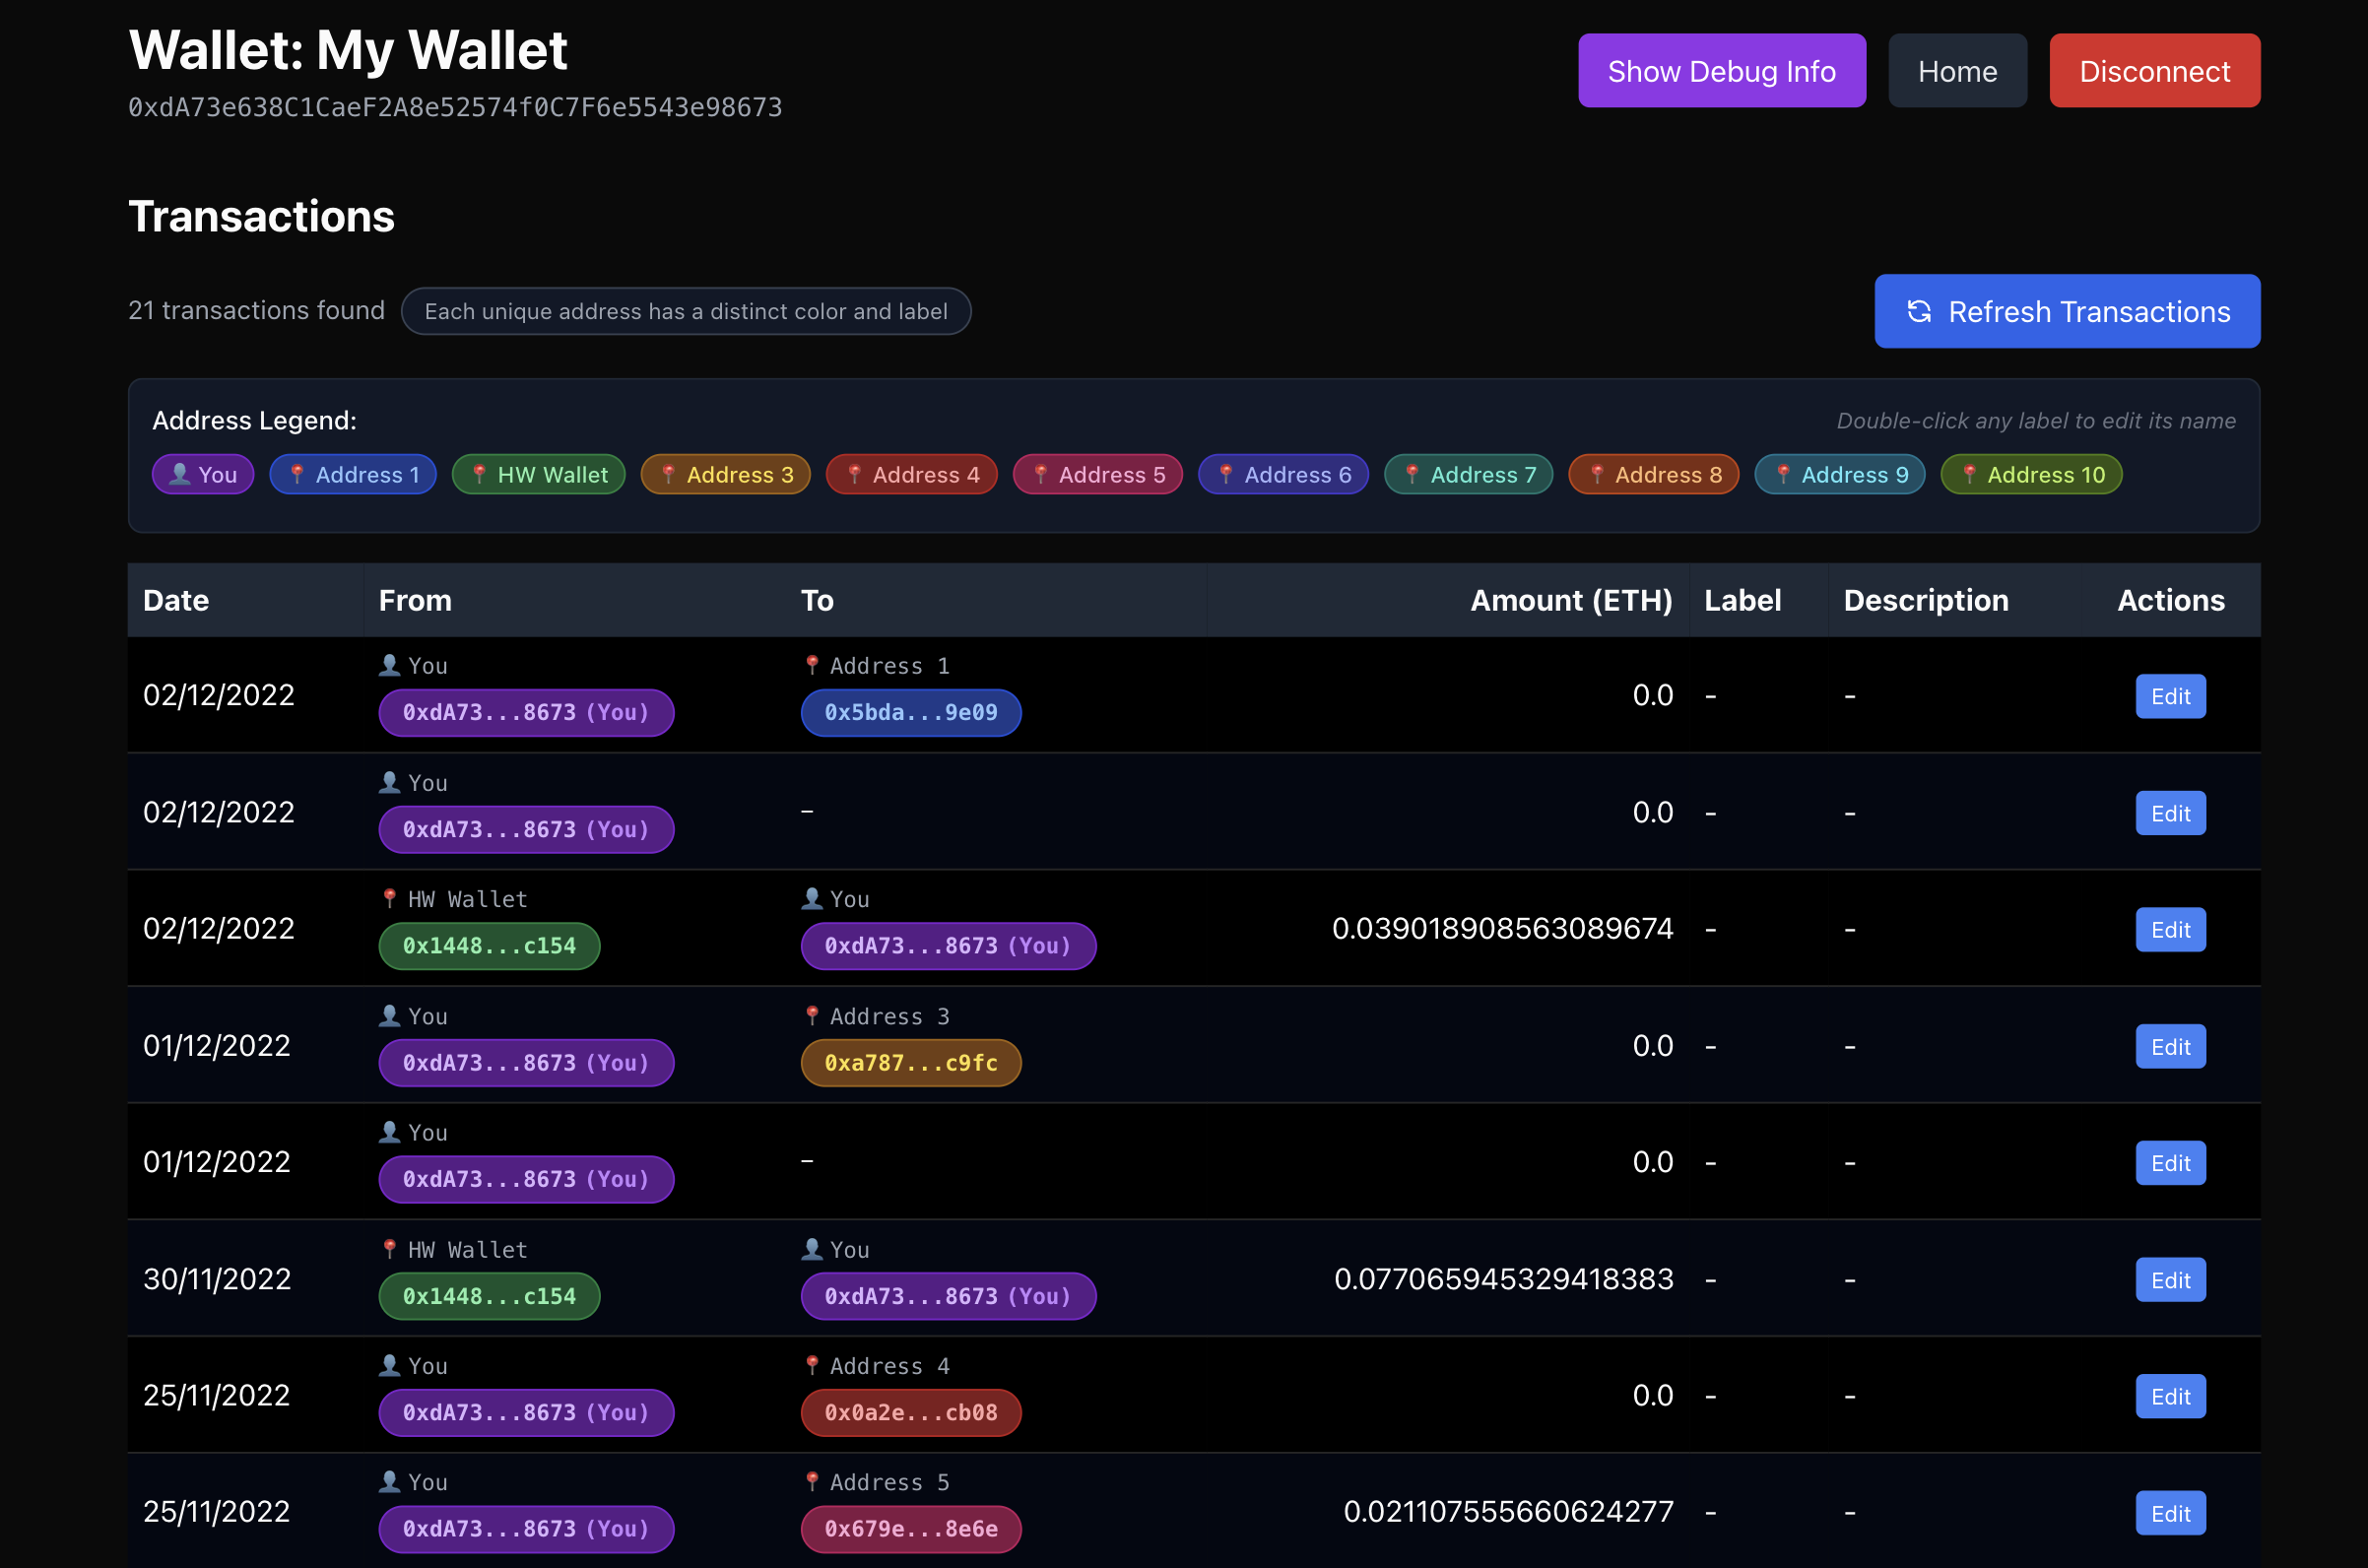 Wallet: My Wallet
0xdA73e638C1CaeF2A8e52574f0C7F6e5543e98673
Show Debug Info Home Disconnect
Transactions
21 transactions found Each unique address has a distinct color and label Refresh Transactions
Address Legend: Double-click any label to edit its name
You Address 1 HW Wallet Address 3 Address 4 Address 5 Address 6 Address 7 Address 8 Address 9 Address 10
Date From To Amount (ETH) Label Description Actions
You Address 1
02/12/2022 0.0 - - Edit
0xdA73...8673 (You) 0x5bda...9e09
You
02/12/2022 - 0.0 - - Edit
0xdA73...8673 (You)
HW Wallet You
02/12/2022 0.039018908563089674 - - Edit
0x1448...c154 0xdA73...8673 (You)
You Address 3
01/12/2022 0.0 - - Edit
0xdA73...8673 (You) 0xa787...c9fc
You
01/12/2022 - 0.0 - - Edit
0xdA73...8673 (You)
HW Wallet You
30/11/2022 0.077065945329418383 - - Edit
0x1448...c154 0xdA73...8673 (You)
You Address 4
25/11/2022 0.0 - - Edit
0xdA73...8673 (You) 0x0a2e...cb08
You Address 5
25/11/2022 0.021107555660624277 - - Edit
0xdA73...8673 (You) 0x679e...8e6e